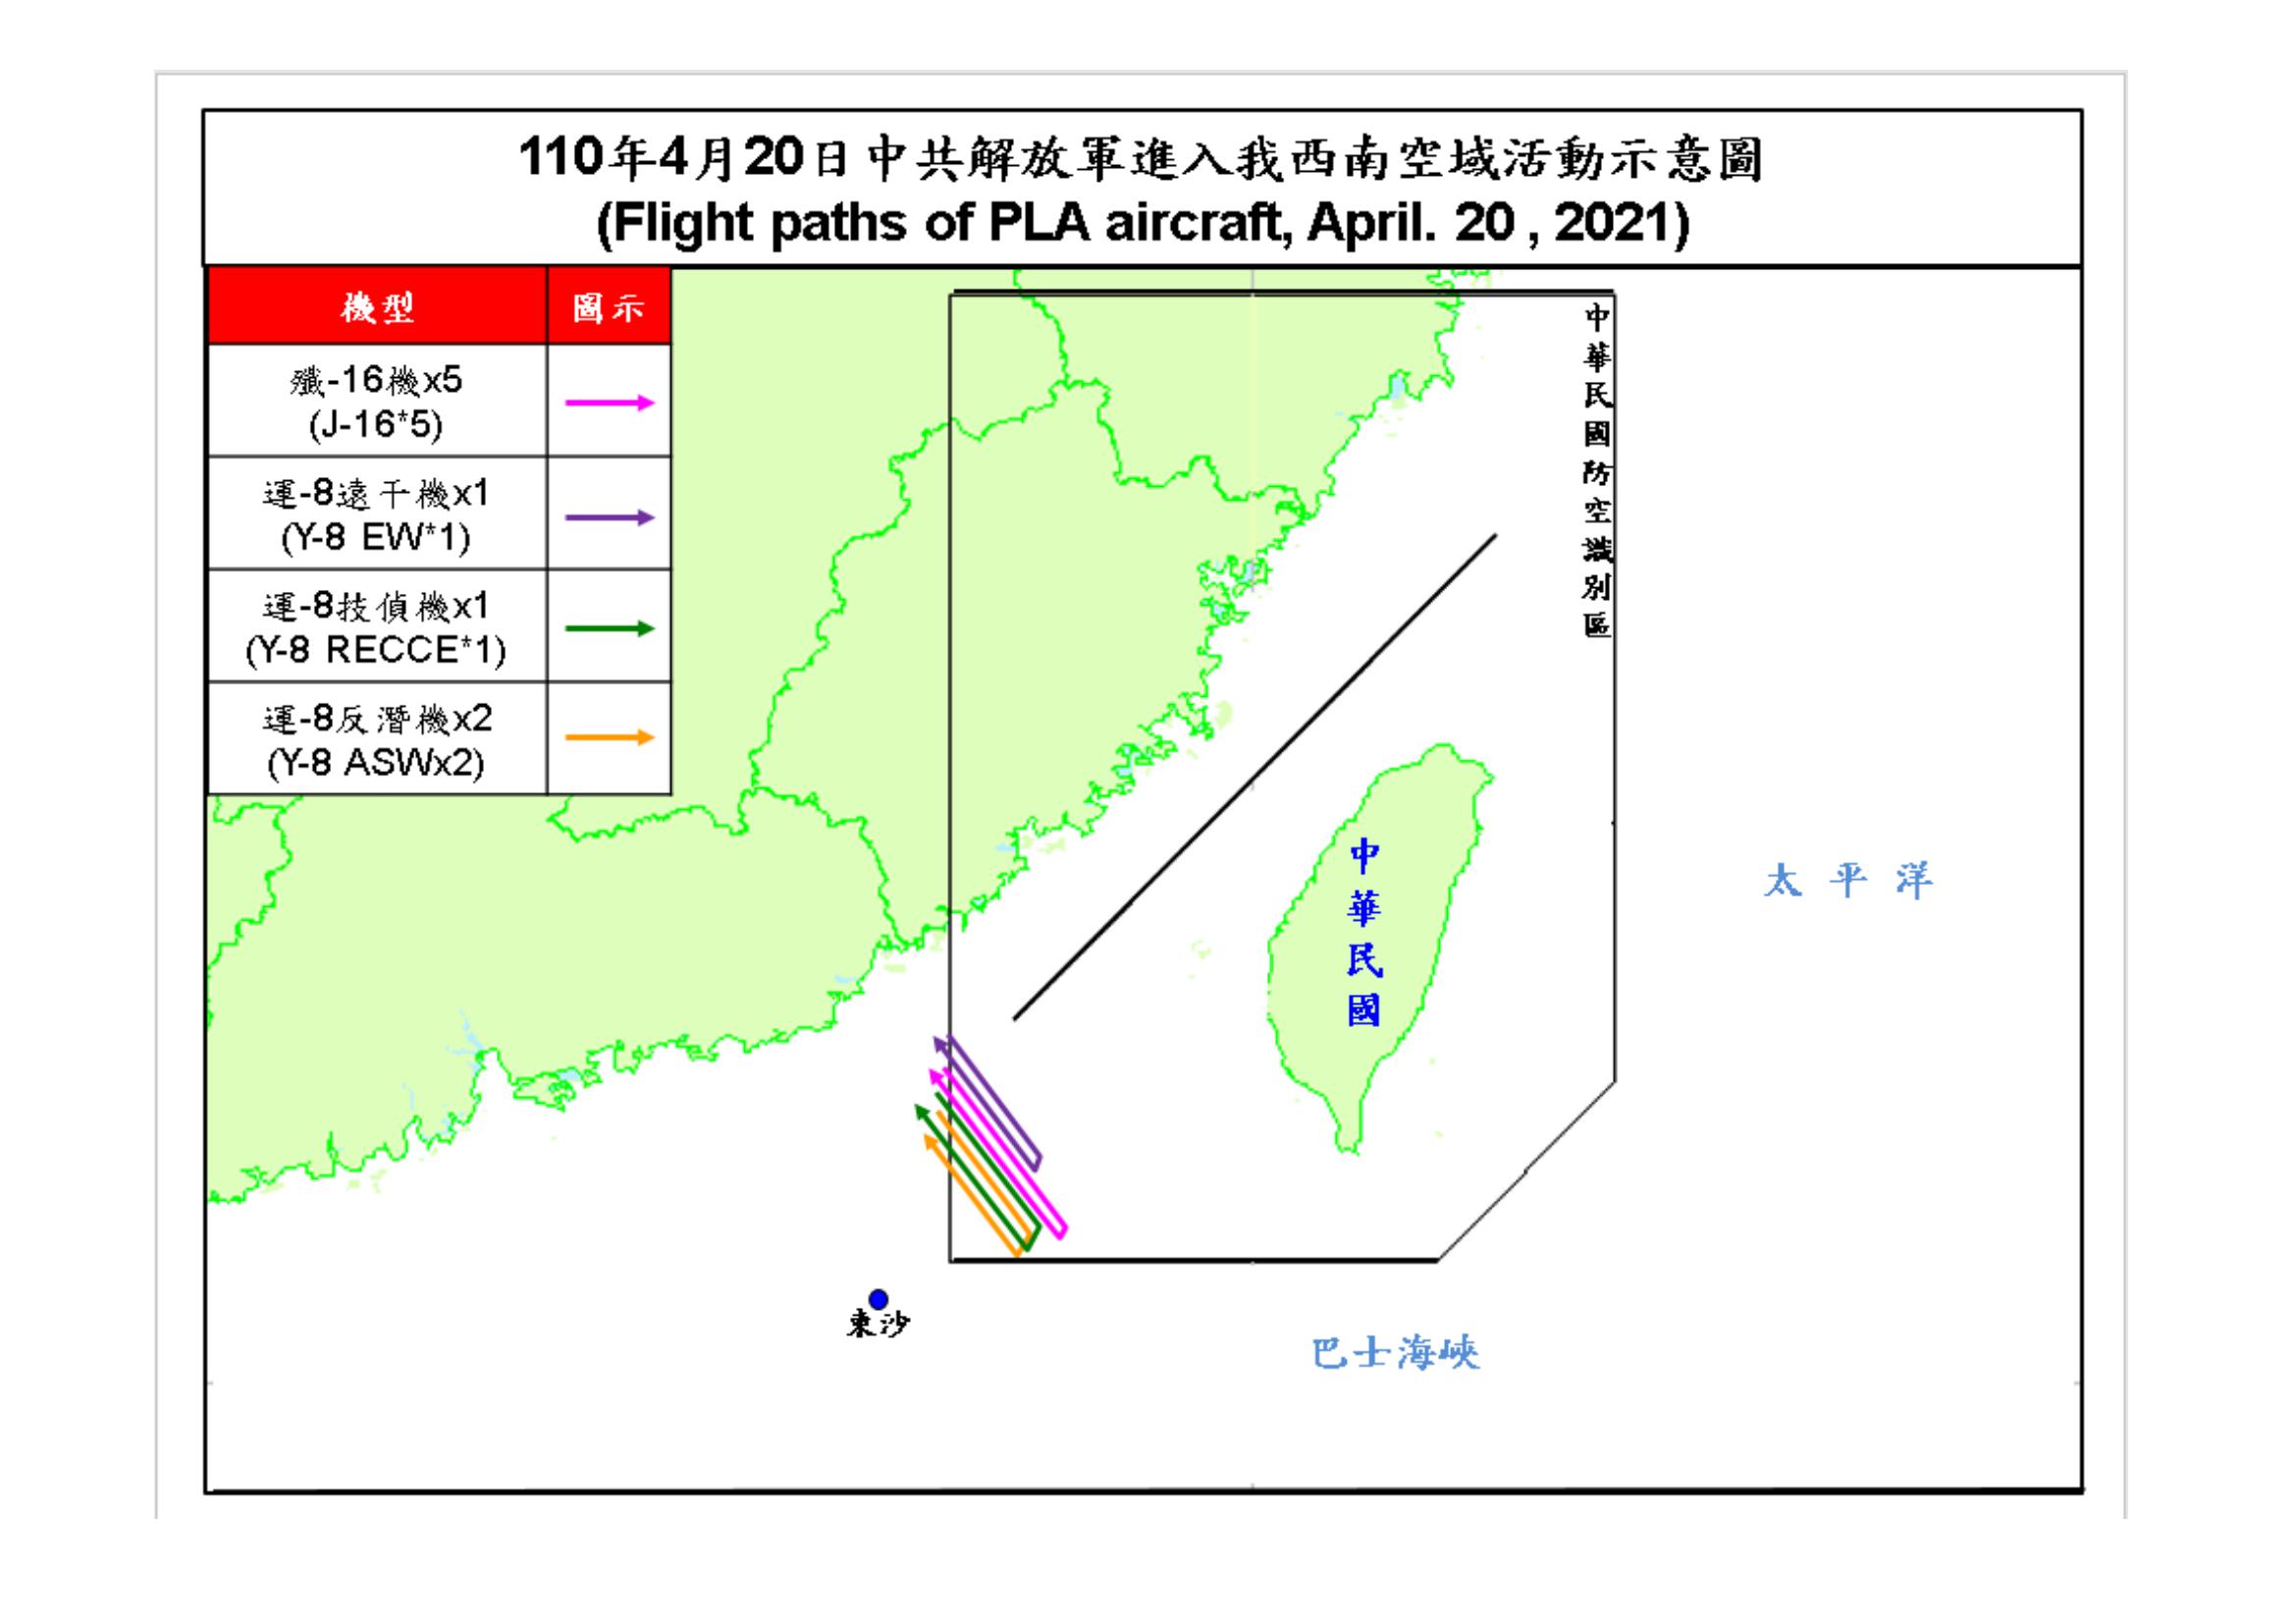 110年4月20日中共解放軍進入我西南空域活動示意圖
(Flight paths of PLA aircraft, April. 20 , 2021)
機型 圖示
殲-16機x5
(J-16*5)
運-8遠干機x1
(Y-8 EW*1)
運-8技偵機x1
(Y-8 RECCE*1)
運-8反潛機x2
(Y-8 ASWx2)
中華民國防空識別區
中華民國
太平洋
東沙
巴士海峽